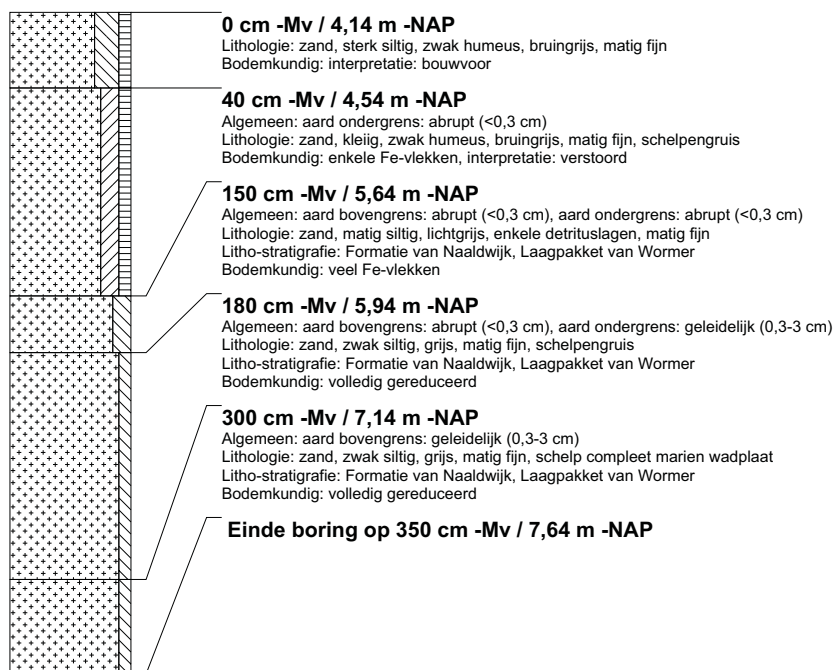 0 cm -Mv / 4,14 m -NAP
Lithologie: zand, sterk siltig, zwak humeus, bruingrijs, matig fijn
Bodemkundig: interpretatie: bouwvoor
40 cm -Mv / 4,54 m -NAP
Algemeen: aard ondergrens: abrupt (<0,3 cm)
Lithologie: zand, kleiig, zwak humeus, bruingrijs, matig fijn, schelpengruis
Bodemkundig: enkele Fe-vlekken, interpretatie: verstoord
150 cm -Mv / 5,64 m -NAP
Algemeen: aard bovengrens: abrupt (<0,3 cm), aard ondergrens: abrupt (<0,3 cm)
Lithologie: zand, matig siltig, lichtgrijs, enkele detrituslagen, matig fijn
Litho-stratigrafie: Formatie van Naaldwijk, Laagpakket van Wormer
Bodemkundig: veel Fe-vlekken
180 cm -Mv / 5,94 m -NAP
Algemeen: aard bovengrens: abrupt (<0,3 cm), aard ondergrens: geleidelijk (0,3-3 cm)
Lithologie: zand, zwak siltig, grijs, matig fijn, schelpengruis
Litho-stratigrafie: Formatie van Naaldwijk, Laagpakket van Wormer
Bodemkundig: volledig gereduceerd
300 cm -Mv / 7,14 m -NAP
Algemeen: aard bovengrens: geleidelijk (0,3-3 cm)
Lithologie: zand, zwak siltig, grijs, matig fijn, schelp compleet marien wadplaat
Litho-stratigrafie: Formatie van Naaldwijk, Laagpakket van Wormer
Bodemkundig: volledig gereduceerd
Einde boring op 350 cm -Mv / 7,64 m -NAP